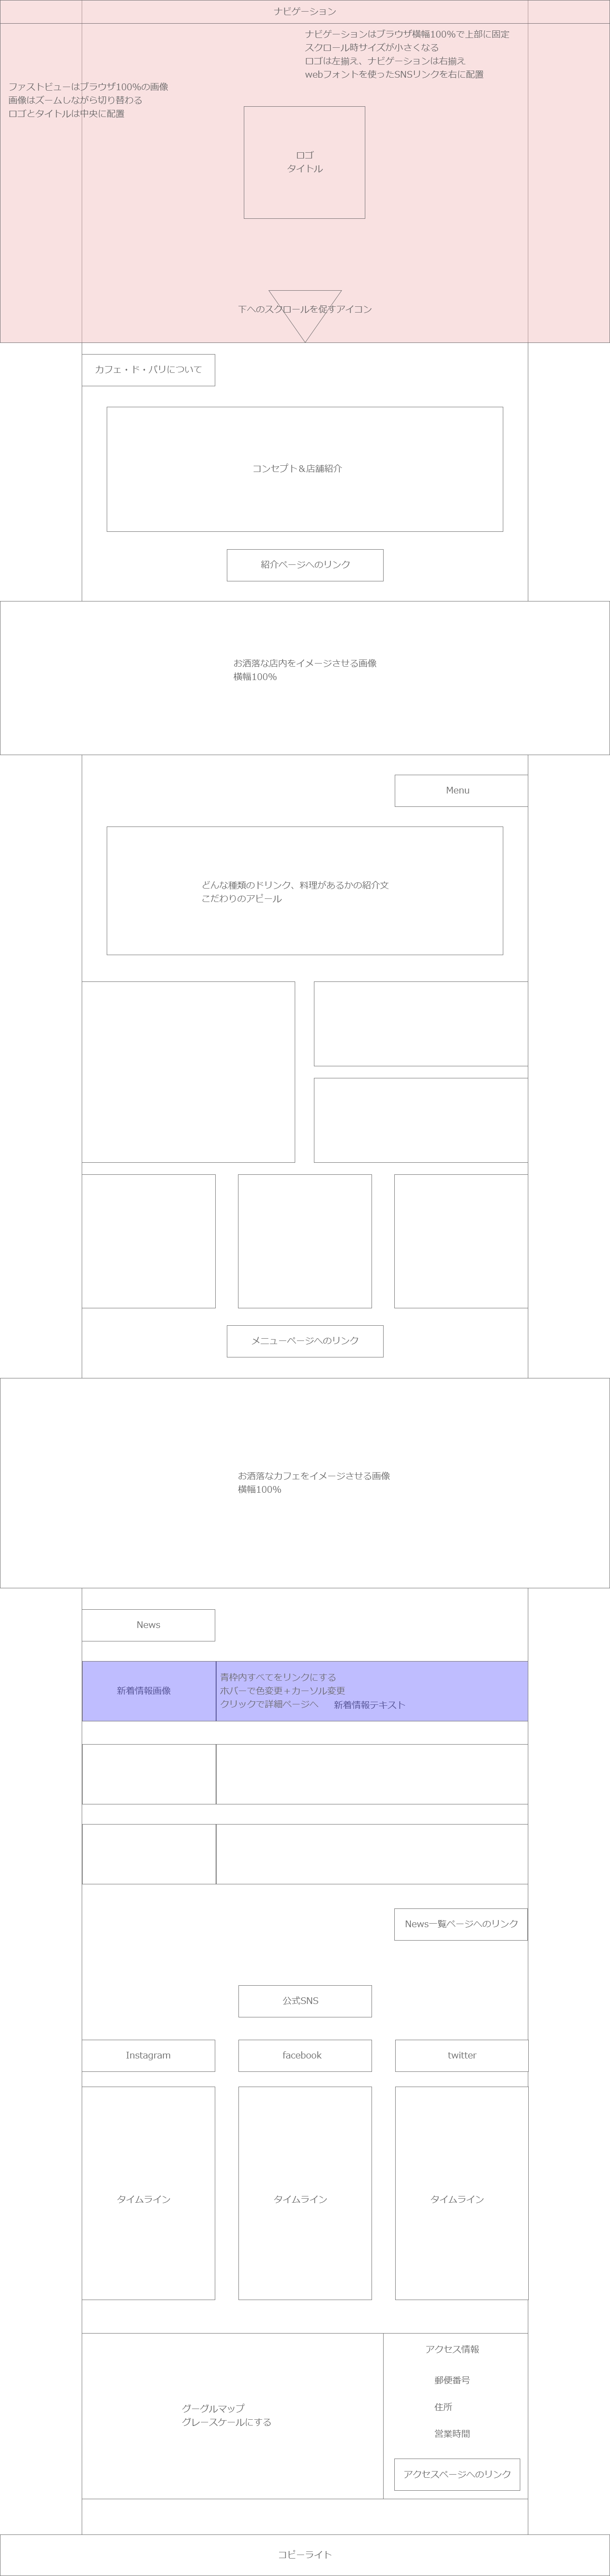 ナビゲーション
ナビゲーションはブラウザ横幅100％で上部に固定
スクロール時サイズが小さくなる
ロゴは左揃え、ナビゲーションは右揃え
webフォントを使ったSNSリンクを右に配置
ファストビューはブラウザ100％の画像
画像はズームしながら切り替わる
ロゴとタイトルは中央に配置
ロゴ
タイトル
下へのスクロールを促すアイコン
カフェ・ド・パリについて
コンセプト＆店舗紹介
紹介ページへのリンク
お洒落な店内をイメージさせる画像
横幅100％
Menu
どんな種類のドリンク、料理があるかの紹介文
こだわりのアピール
メニューページへのリンク
お洒落なカフェをイメージさせる画像
横幅100％
News
新着情報画像
青枠内すべてをリンクにする
ホバーで色変更＋カーソル変更
クリックで詳細ページへ
新着情報テキスト
News一覧ページへのリンク
公式SNS
Instagram
facebook
twitter
タイムライン
タイムライン
タイムライン
グーグルマップ
グレースケールにする
アクセス情報
郵便番号
住所
営業時間
アクセスページへのリンク
コピーライト